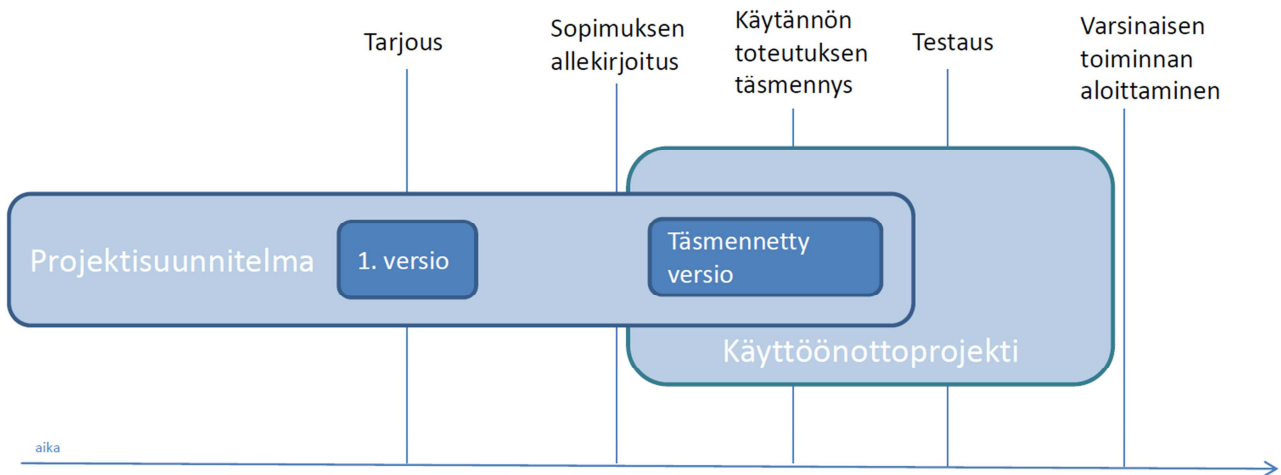 Tarjous
Sopimuksen
allekirjoitus
Käytännön
toteutuksen
täsmennys
Testaus
Varsinaisen
toiminnan
aloittaminen
Projektisuunnitelma
1. versio
Täsmennetty
versio
Käyttöönottoprojekti
aika